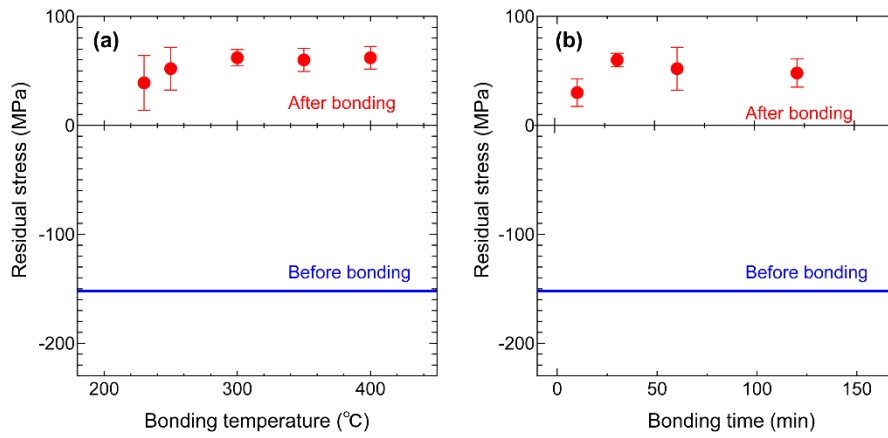 (a)
100
0
-100
-200
Residual stress (MPa)
After bonding
Before bonding
200
300
400
Bonding temperature (℃)
(b)
100
0
-100
-200
Residual stress (MPa)
After bonding
Before bonding
0
50
100
150
Bonding time (min)